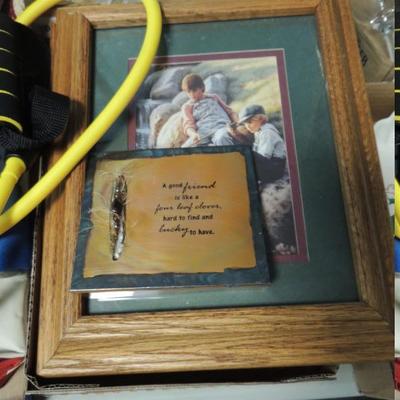 A good friend
is like a
four leaf clover,
hard to find and
lucky to have.